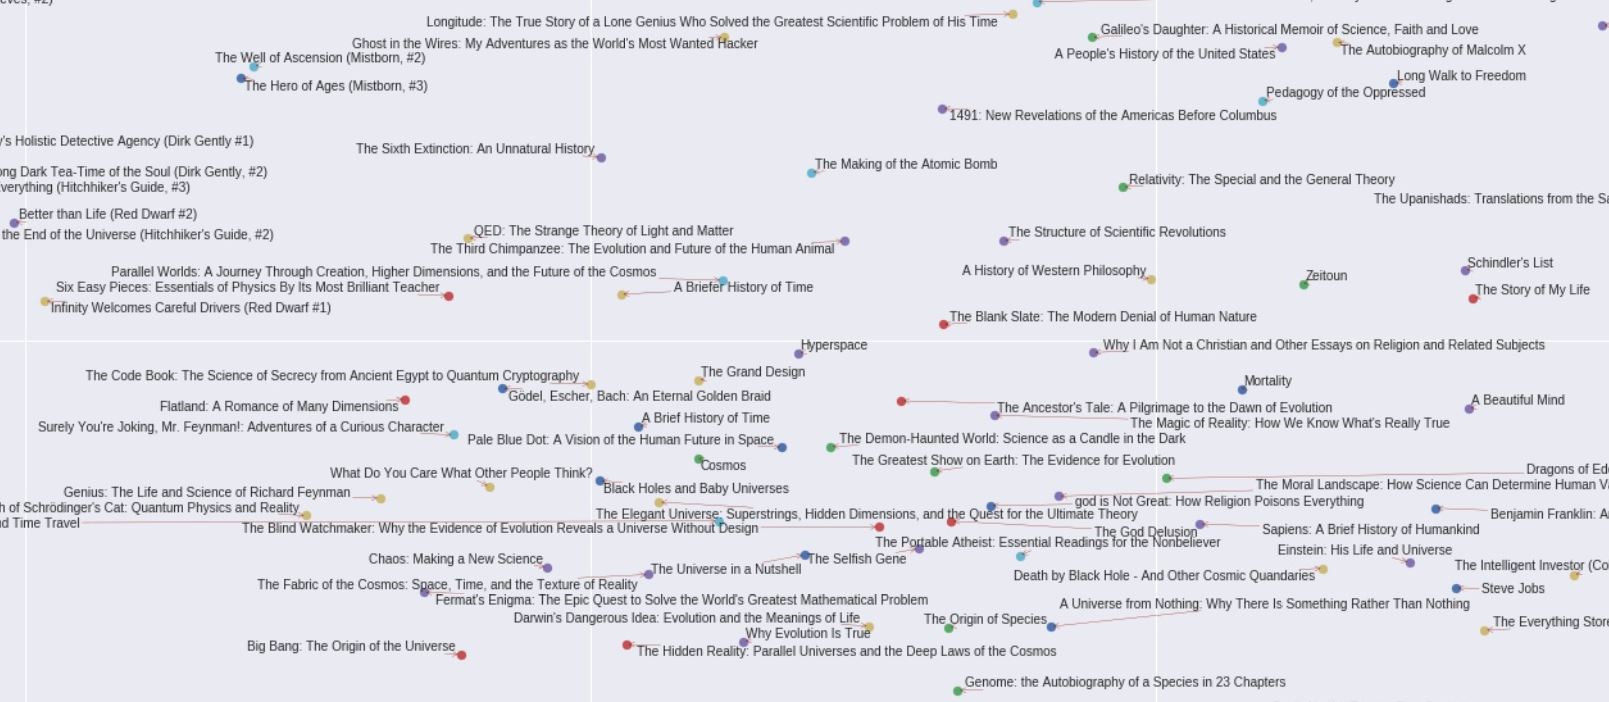 Longitude: The True Story of a Lone Genius Who Solved the Greatest Scientific Problem of His Time
Galileo's Daughter: A Historical Memoir of Science, Faith and Love
Ghost in the Wires: My Adventures as the World's Most Wanted Hacker
A People's History of the United States
The Autobiography of Malcolm X
The Well of Ascension (Mistborn, #2)
The Hero of Ages (Mistborn, #3)
Long Walk to Freedom
Pedagogy of the Oppressed
1491: New Revelations of the Americas Before Columbus
y's Holistic Detective Agency (Dirk Gently #1)
The Sixth Extinction: An Unnatural History
The Making of the Atomic Bomb
ong Dark Tea-Time of the Soul (Dirk Gently, #2)
Relativity: The Special and the General Theory
verything (Hitchhiker's Guide, #3)
The Upanishads: Translations from the Sa
Better than Life (Red Dwarf #2)
QED: The Strange Theory of Light and Matter
The Structure of Scientific Revolutions
the End of the Universe (Hitchhiker's Guide, #2)
The Third Chimpanzee: The Evolution and Future of the Human Animal
Schindler's List
Parallel Worlds: A Journey Through Creation, Higher Dimensions, and the Future of the Cosmos
A History of Western Philosophy
Zeitoun
Six Easy Pieces: Essentials of Physics By Its Most Brilliant Teacher
A Briefer History of Time
The Story of My Life
Infinity Welcomes Careful Drivers (Red Dwarf #1)
The Blank Slate: The Modern Denial of Human Nature
Hyperspace
Why I Am Not a Christian and Other Essays on Religion and Related Subjects
The Code Book: The Science of Secrecy from Ancient Egypt to Quantum Cryptography
The Grand Design
Mortality
Gödel, Escher, Bach: An Eternal Golden Braid
A Beautiful Mind
Flatland: A Romance of Many Dimensions
The Ancestor's Tale: A Pilgrimage to the Dawn of Evolution
A Brief History of Time
The Magic of Reality: How We Know What's Really True
Surely You're Joking, Mr. Feynman!: Adventures of a Curious Character
Pale Blue Dot: A Vision of the Human Future in Space
The Demon-Haunted World: Science as a Candle in the Dark
Cosmos
The Greatest Show on Earth: The Evidence for Evolution
What Do You Care What Other People Think?
Dragons of Ede
Black Holes and Baby Universes
The Moral Landscape: How Science Can Determine Human Va
Genius: The Life and Science of Richard Feynman
god is Not Great: How Religion Poisons Everything
h of Schrödinger's Cat: Quantum Physics and Reality
The Elegant Universe: Superstrings, Hidden Dimensions, and the Quest for the Ultimate Theory
Benjamin Franklin: A
d Time Travel
The Blind Watchmaker: Why the Evidence of Evolution Reveals a Universe Without Design
The God Delusion
Sapiens: A Brief History of Humankind
The Portable Atheist: Essential Readings for the Nonbeliever
Einstein: His Life and Universe
Chaos: Making a New Science
The Selfish Gene
The Universe in a Nutshell
The Intelligent Investor (Co
Death by Black Hole - And Other Cosmic Quandaries
The Fabric of the Cosmos: Space, Time, and the Texture of Reality
Steve Jobs
Fermat's Enigma: The Epic Quest to Solve the World's Greatest Mathematical Problem
A Universe from Nothing: Why There Is Something Rather Than Nothing
Darwin's Dangerous Idea: Evolution and the Meanings of Life
The Origin of Species
The Everything Store
Why Evolution Is True
Big Bang: The Origin of the Universe
The Hidden Reality: Parallel Universes and the Deep Laws of the Cosmos
Genome: the Autobiography of a Species in 23 Chapters